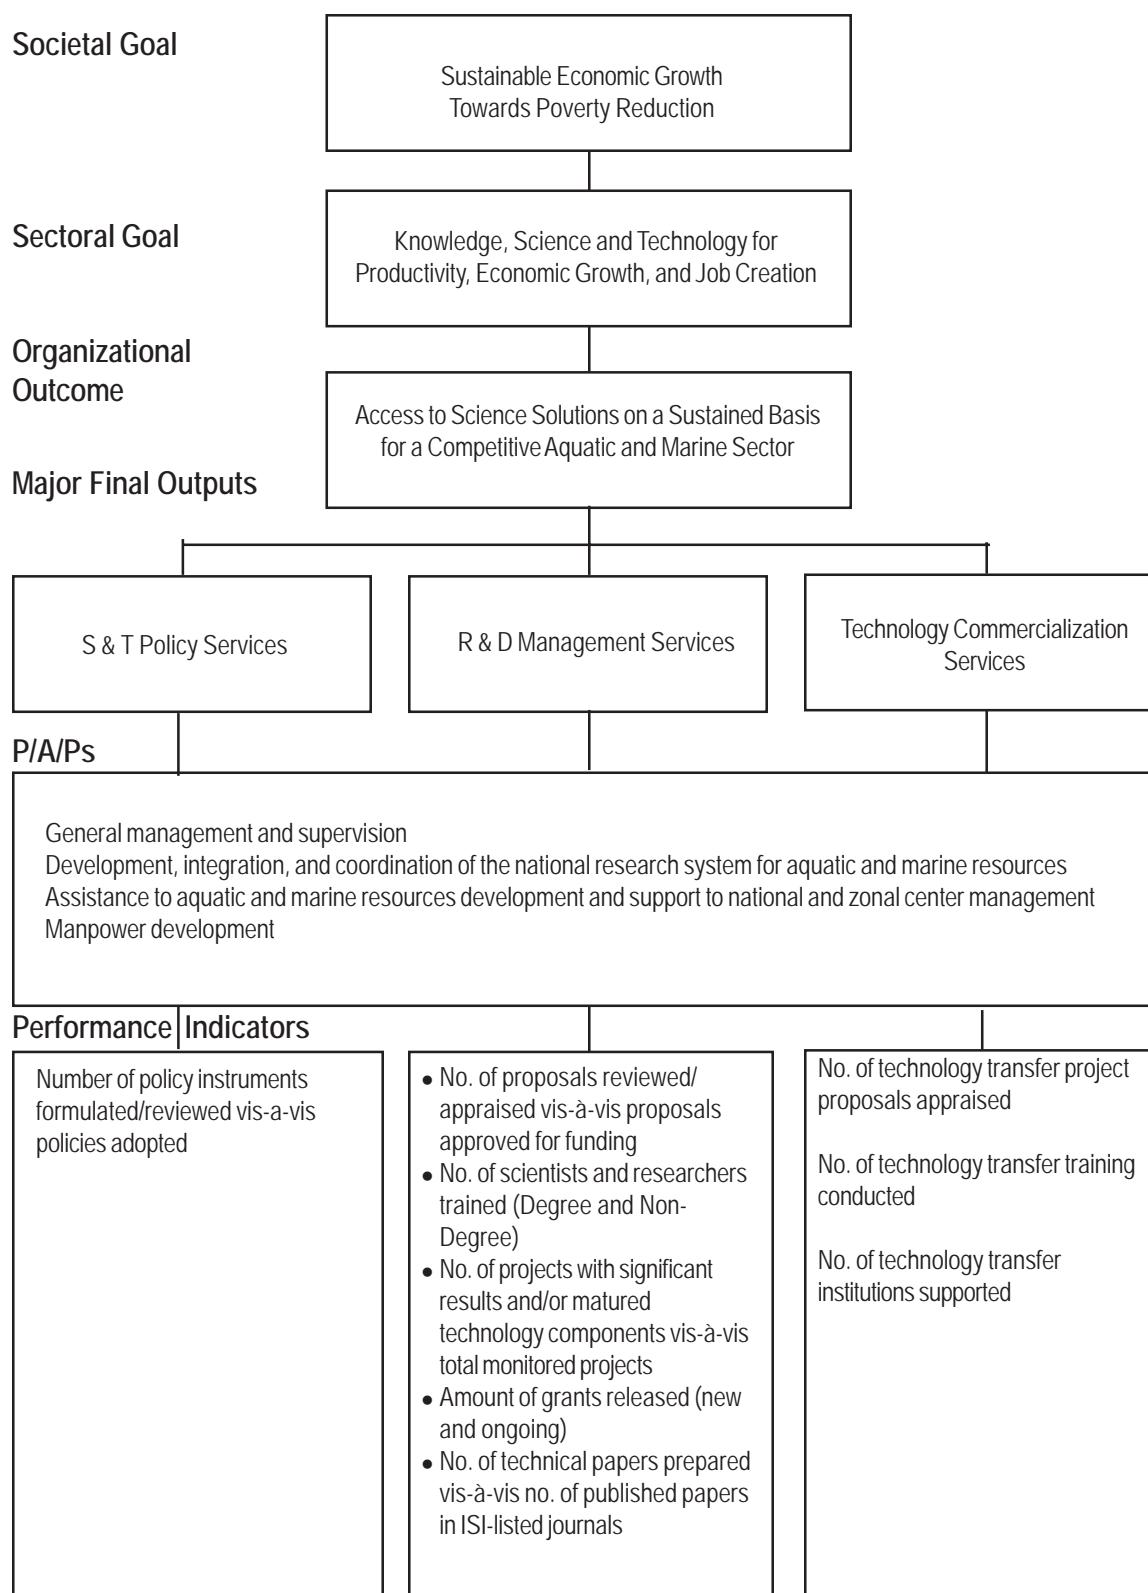 Societal Goal
Sustainable Economic Growth
Towards Poverty Reduction
Sectoral Goal
Knowledge, Science and Technology for
Productivity, Economic Growth, and Job Creation
Organizational
Outcome
Access to Science Solutions on a Sustained Basis
for a Competitive Aquatic and Marine Sector
Major Final Outputs
S & T Policy Services
R & D Management Services
Technology Commercialization
Services
P/A/Ps
General management and supervision
Development, integration, and coordination of the national research system for aquatic and marine resources
Assistance to aquatic and marine resources development and support to national and zonal center management
Manpower development
Performance Indicators
Number of policy instruments
formulated/reviewed vis-a-vis
policies adopted
• No. of proposals reviewed/
appraised vis-à-vis proposals
approved for funding
• No. of scientists and researchers
trained (Degree and Non-
Degree)
• No. of projects with significant
results and/or matured
technology components vis-à-vis
total monitored projects
• Amount of grants released (new
and ongoing)
• No. of technical papers prepared
vis-à-vis no. of published papers
in ISI-listed journals
No. of technology transfer project
proposals appraised
No. of technology transfer training
conducted
No. of technology transfer
institutions supported